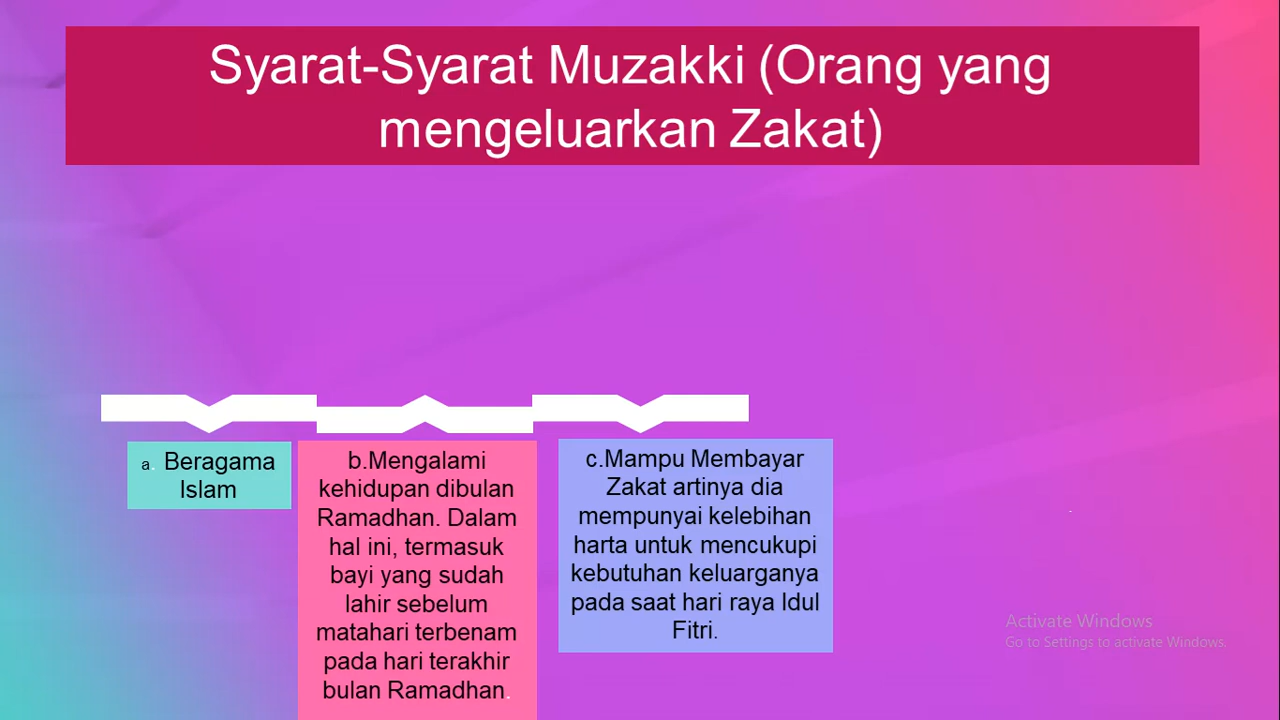 Syarat-Syarat Muzakki (Orang yang
mengeluarkan Zakat)
a. Beragama
Islam
b.Mengalami
kehidupan dibulan
Ramadhan. Dalam
hal ini, termasuk
bayi yang sudah
lahir sebelum
matahari terbenam
pada hari terakhir
bulan Ramadhan.
c.Mampu Membayar
Zakat artinya dia
mempunyai kelebihan
harta untuk mencukupi
kebutuhan keluarganya
pada saat hari raya Idul
Fitri.
Activate Windows
Go to Settings to activate Windows.